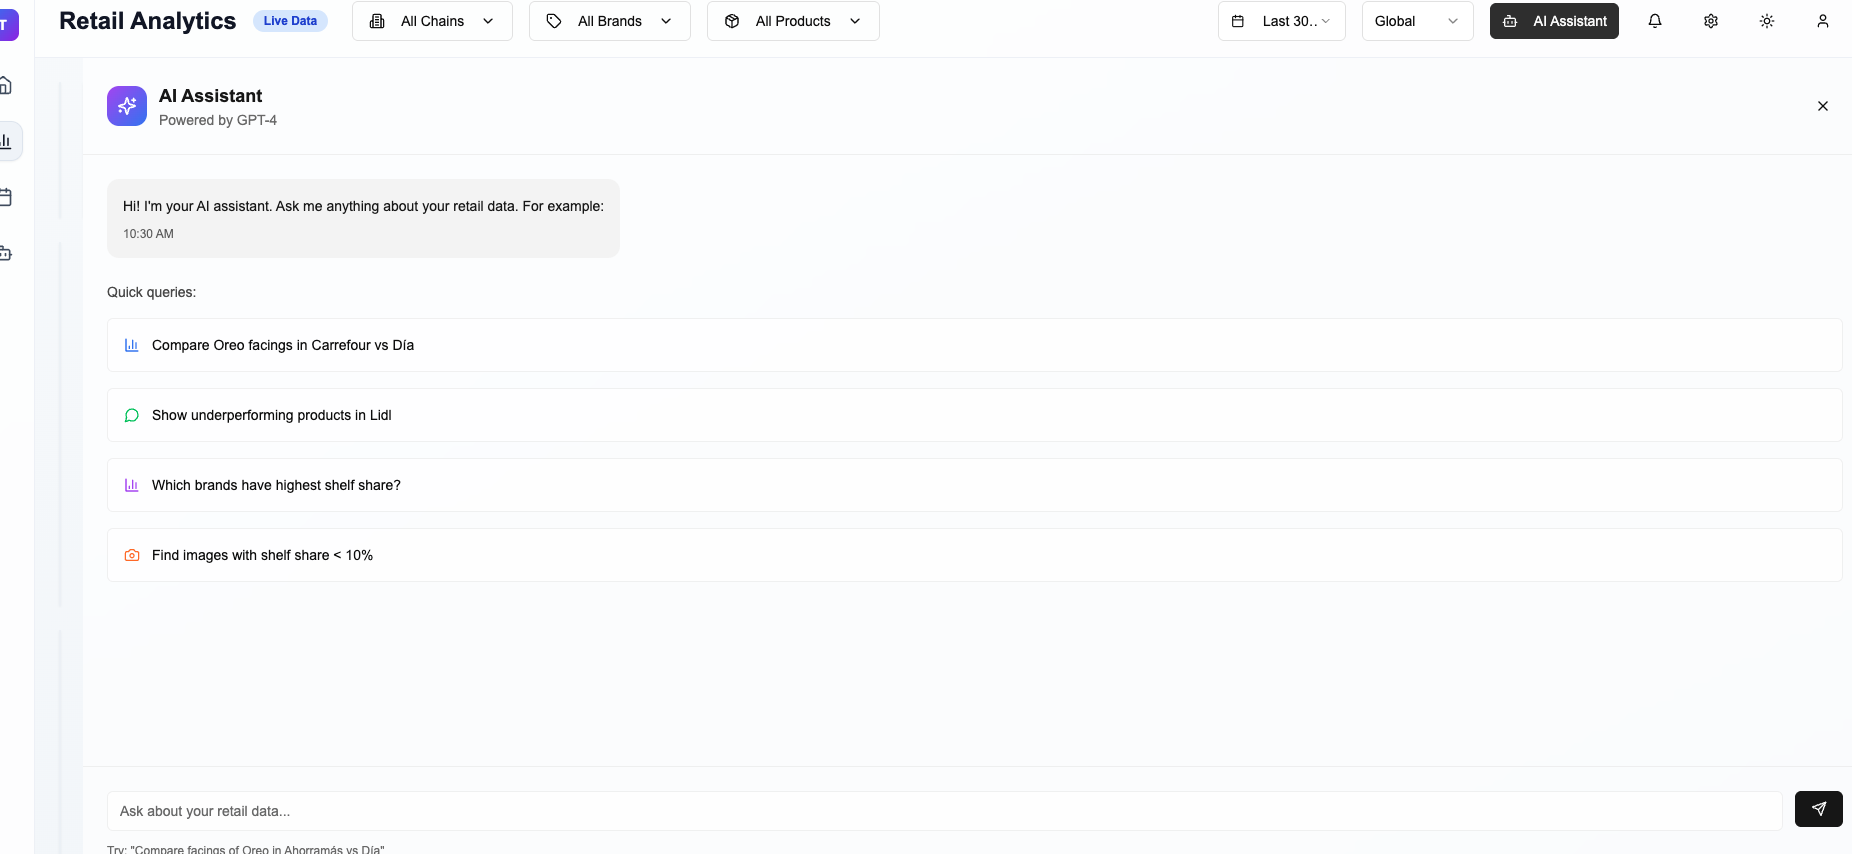 T
Retail Analytics
Live Data
All Chains
All Brands
All Products
Last 30..
Global
AI Assistant
AI Assistant
Powered by GPT-4
Hi! I'm your AI assistant. Ask me anything about your retail data. For example:
10:30 AM
Quick queries:
Compare Oreo facings in Carrefour vs Día
Show underperforming products in Lidl
Which brands have highest shelf share?
Find images with shelf share < 10%
Ask about your retail data...
Try: "Compare facings of Oreo in Ahorramás vs Día"